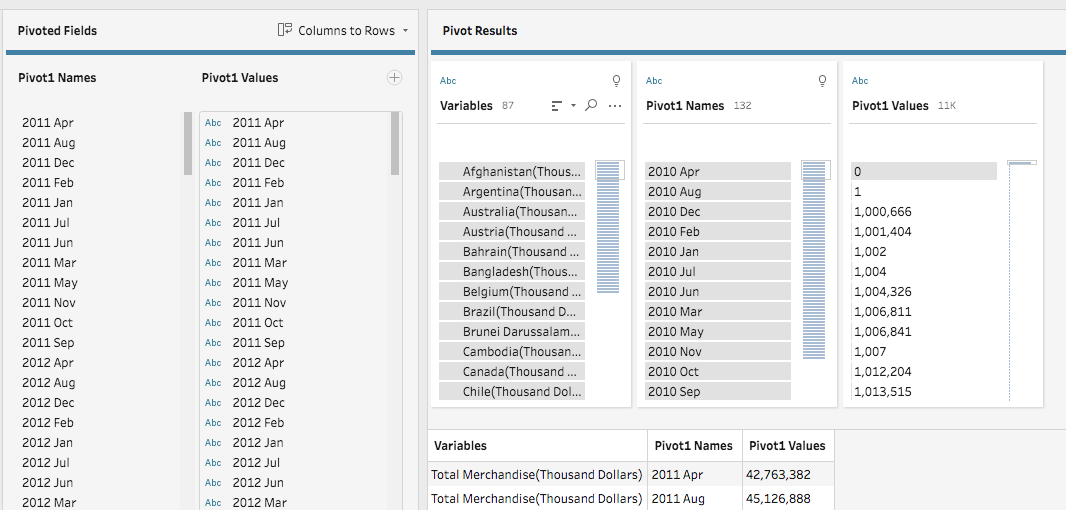 Pivoted Fields
Columns to Rows
Pivot1 Names
Pivot1 Values
2011 Apr
2011 Aug
2011 Dec
2011 Feb
2011 Jan
2011 Jul
2011 Jun
2011 Mar
2011 May
2011 Nov
2011 Oct
2011 Sep
2012 Apr
2012 Aug
2012 Dec
2012 Feb
2012 Jan
2012 Jul
2012 Jun
2012 Mar
Abc 2011 Apr
Abc 2011 Aug
Abc 2011 Dec
Abc 2011 Feb
Abc 2011 Jan
Abc 2011 Jul
Abc 2011 Jun
Abc 2011 Mar
Abc 2011 May
Abc 2011 Nov
Abc 2011 Oct
Abc 2011 Sep
Abc 2012 Apr
Abc 2012 Aug
Abc 2012 Dec
Abc 2012 Feb
Abc 2012 Jan
Abc 2012 Jul
Abc 2012 Jun
Abc 2012 Mar
Pivot Results
Abc
Variables 87
Afghanistan(Thous...
Argentina(Thousan...
Australia(Thousan...
Austria(Thousand ...
Bahrain(Thousand ...
Bangladesh(Thous...
Belgium(Thousand ...
Brazil(Thousand D...
Brunei Darussalam...
Cambodia(Thousan...
Canada(Thousand ...
Chile(Thousand Dol...
Abc
Pivot1 Names 132
2010 Apr
2010 Aug
2010 Dec
2010 Feb
2010 Jan
2010 Jul
2010 Jun
2010 Mar
2010 May
2010 Nov
2010 Oct
2010 Sep
Abc
Pivot1 Values 11K
0
1
1,000,666
1,001,404
1,002
1,004
1,004,326
1,006,811
1,006,841
1,007
1,012,204
1,013,515
Variables Pivot1 Names Pivot1 Values
Total Merchandise(Thousand Dollars) 2011 Apr 42,763,382
Total Merchandise(Thousand Dollars) 2011 Aug 45,126,888